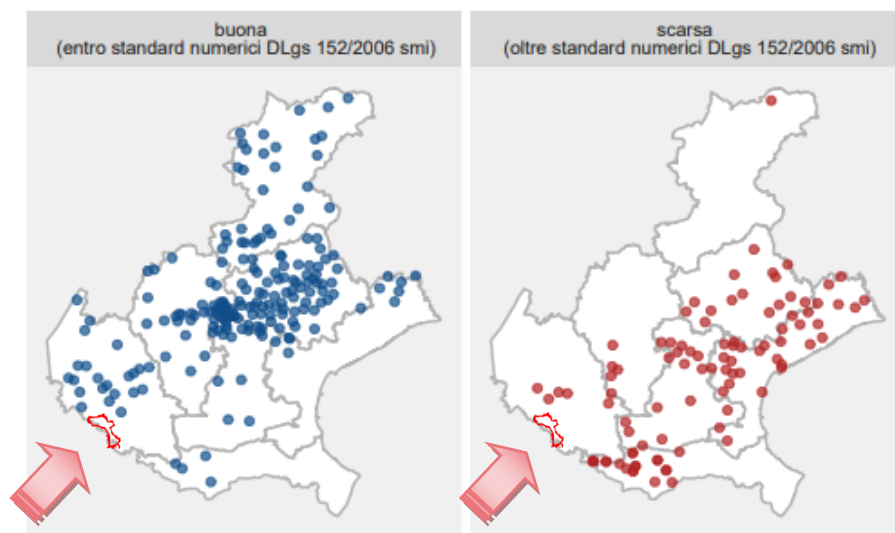 buona
(entro standard numerici DLgs 152/2006 smi)
scarsa
(oltre standard numerici DLgs 152/2006 smi)